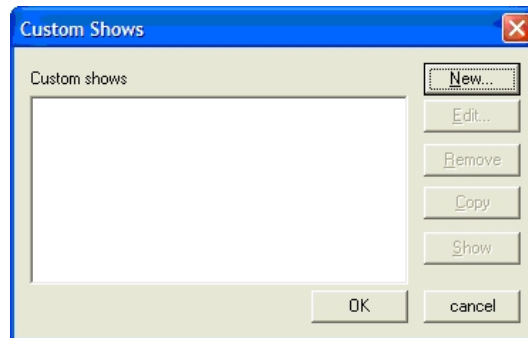 Custom Shows
Custom shows
New...
Edit...
Remove
Copy
Show
OK cancel